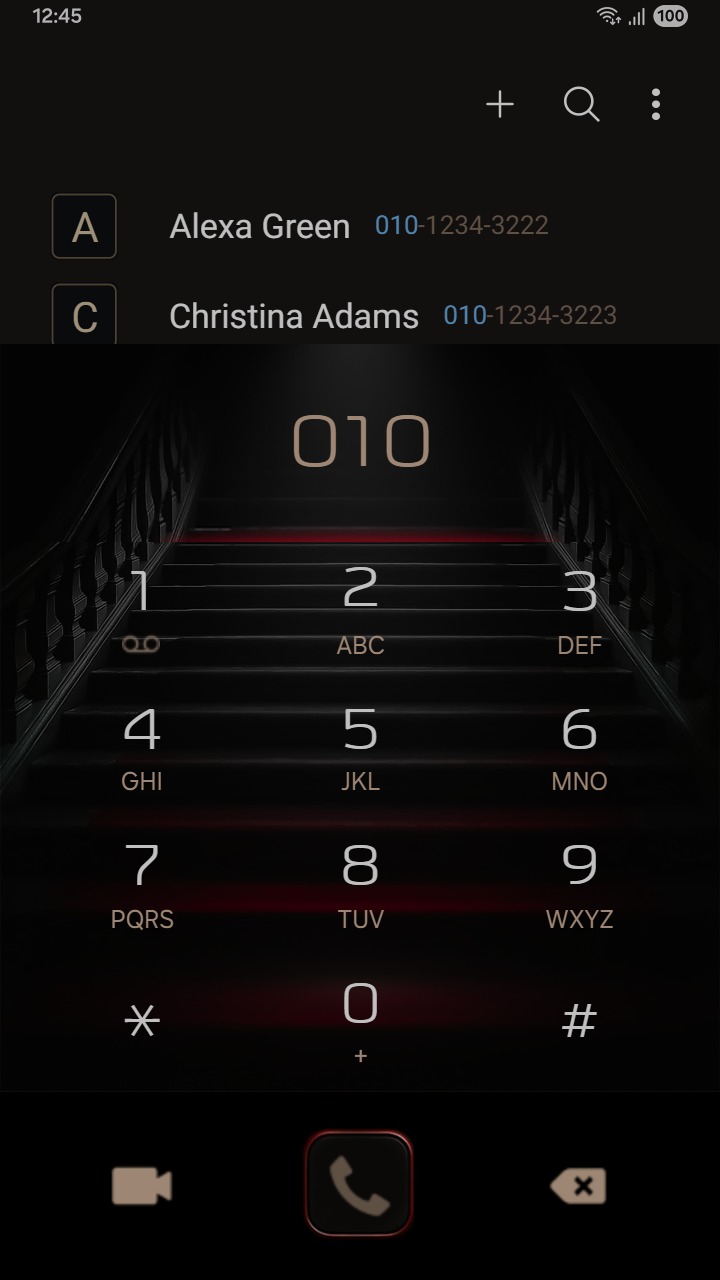 12:45 100
A Alexa Green 010-1234-3222
C Christina Adams 010-1234-3223
010
1 2 3
ABC DEF
4 5 6
GHI JKL MNO
7 8 9
PQRS TUV WXYZ
* 0 #
+